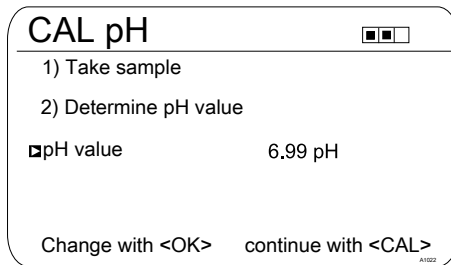 CAL pH
1) Take sample
2) Determine pH value
pH value 6.99 pH
Change with <OK> continue with <CAL>
A1022